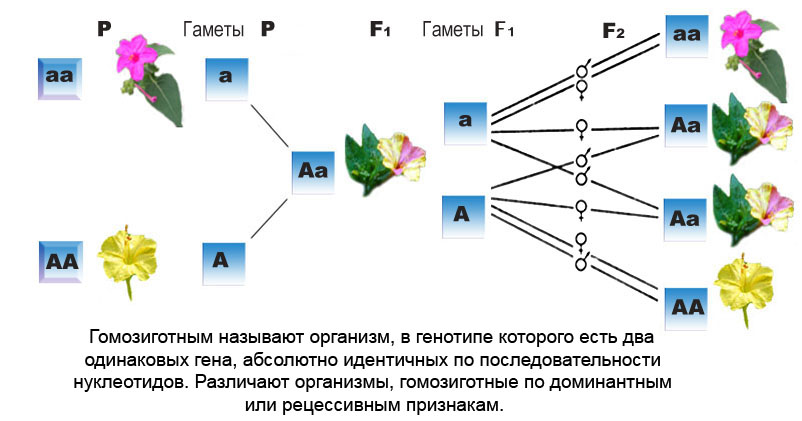 P Гаметы P F1 Гаметы F1 F2
aa
aa a
a Aa
Aa
A Aa
AA A
AA
Гомозиготным называют организм, в генотипе которого есть два
одинаковых гена, абсолютно идентичных по последовательности
нуклеотидов. Различают организмы, гомозиготные по доминантным
или рецессивным признакам.